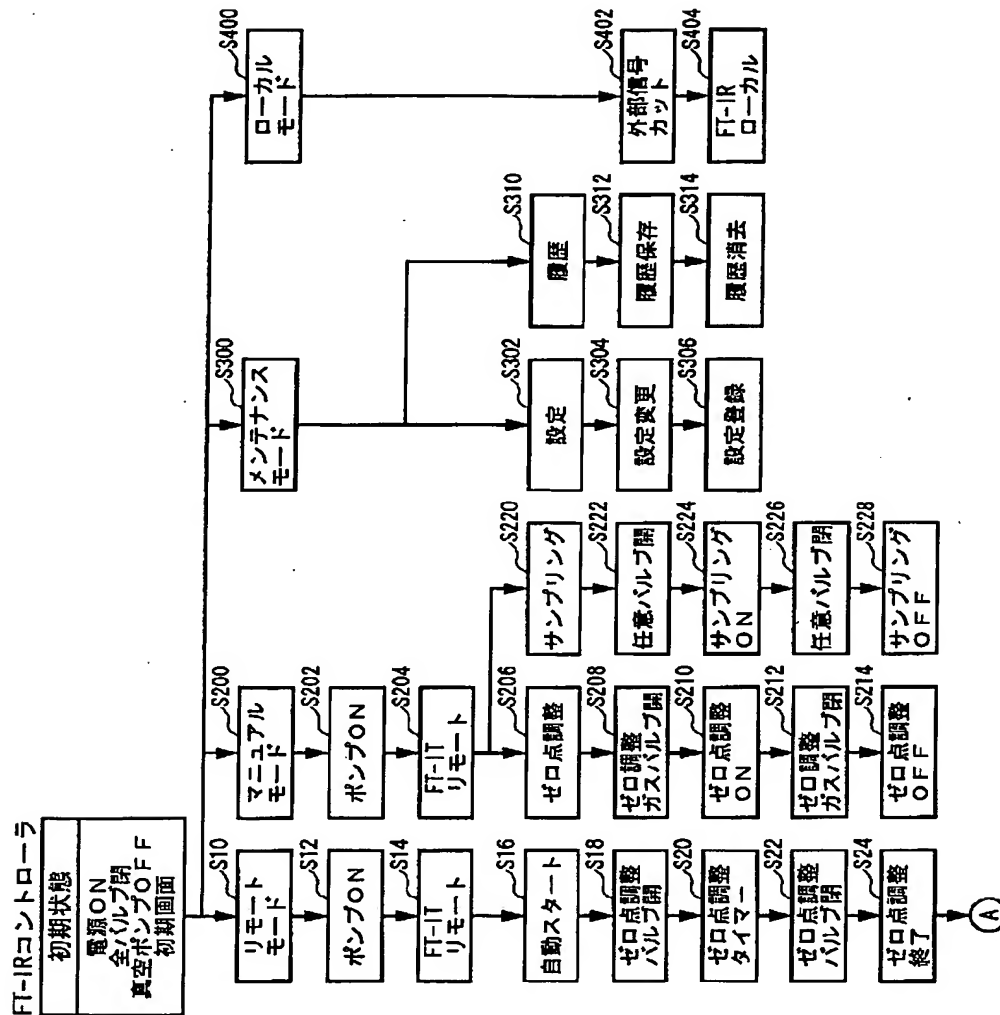 FT-IRコントローラ
初期状態
電源ON
全バルブ閉
真空ポンプOFF
初期画面
S10
リモート
モード
S12
ポンプON
S14
FT-IT
リモート
S16
自動スタート
S18
ゼロ点調整
バルブ開
S20
ゼロ点調整
タイマー
S22
ゼロ点調整
バルブ閉
S24
ゼロ点調整
終了
A
S200
マニュアル
モード
S202
ポンプON
S204
FT-IT
リモート
S206
ゼロ点調整
S208
ゼロ調整
ガスバルブ開
S210
ゼロ点調整
ON
S212
ゼロ調整
ガスバルブ閉
S214
ゼロ点調整
OFF
S220
サンプリング
S222
任意バルブ開
S224
サンプリング
ON
S226
任意バルブ閉
S228
サンプリング
OFF
S300
メンテナンス
モード
S302
設定
S304
設定変更
S306
設定登録
S310
履歴
S312
履歴保存
S314
履歴消去
S400
ローカル
モード
S402
外部信号
カット
S404
FT-IR
ローカル